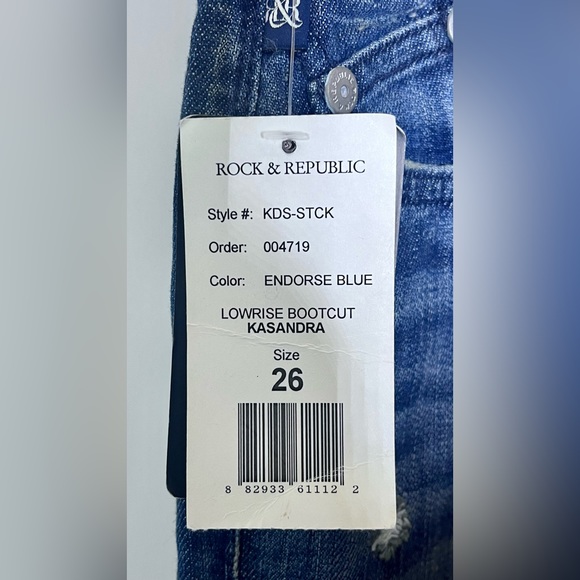 R&R
ROCK & REPUBLIC
Style #: KDS-STCK
Order: 004719
Color: ENDORSE BLUE
LOWRISE BOOTCUT
KASANDRA
Size
26
8 82933 61112 2